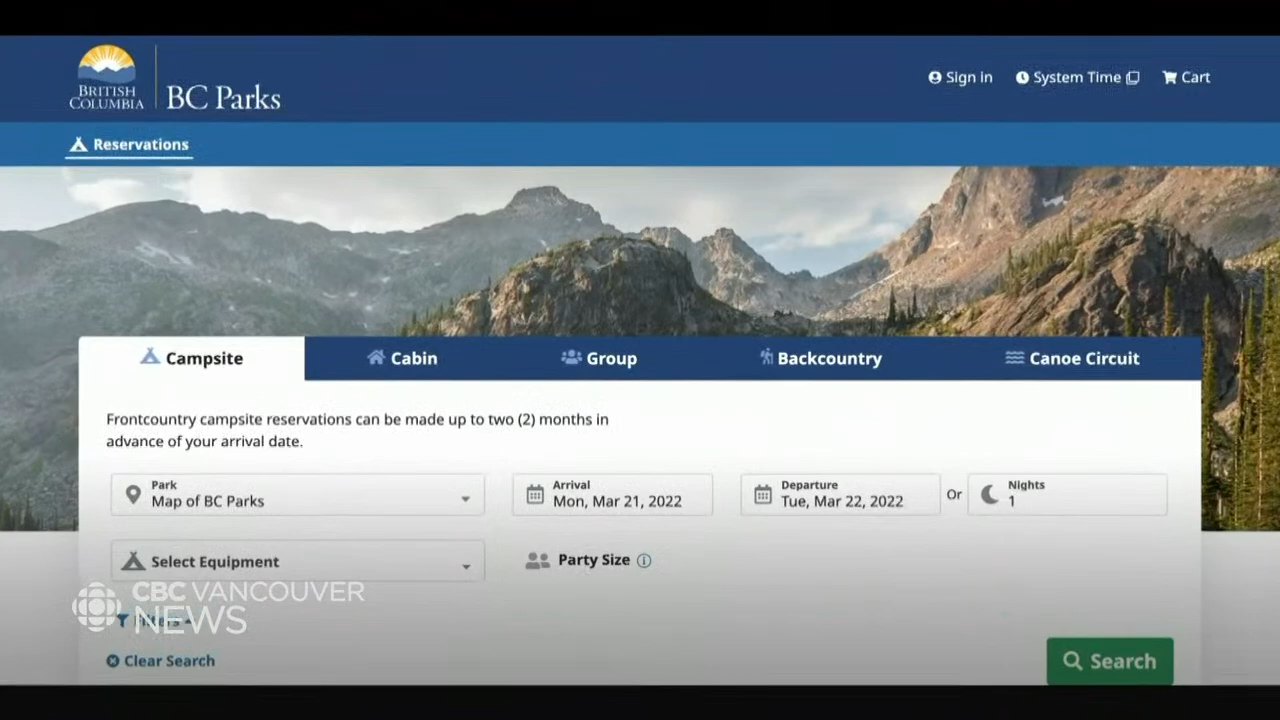 BRITISH
COLUMBIA
BC Parks
Sign in
System Time
Cart
Reservations
Campsite
Cabin
Group
Backcountry
Canoe Circuit
Frontcountry campsite reservations can be made up to two (2) months in
advance of your arrival date.
Park
Map of BC Parks
Arrival
Mon, Mar 21, 2022
Departure
Tue, Mar 22, 2022
Or
Nights
1
Select Equipment
Party Size
CBC VANCOUVER
NEWS
Filters
Clear Search
Search